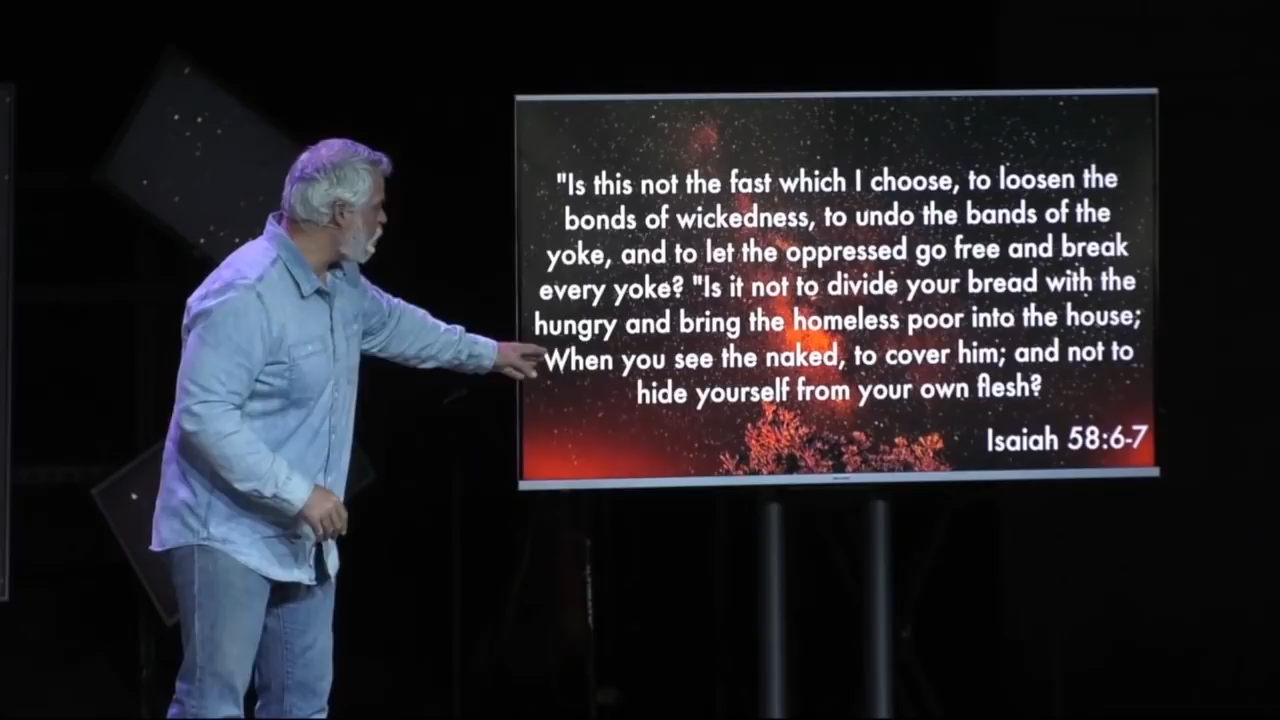 "Is this not the fast which I choose, to loosen the
bonds of wickedness, to undo the bands of the
yoke, and to let the oppressed go free and break
every yoke? "Is it not to divide your bread with the
hungry and bring the homeless poor into the house;
When you see the naked, to cover him; and not to
hide yourself from your own flesh?
Isaiah 58:6-7